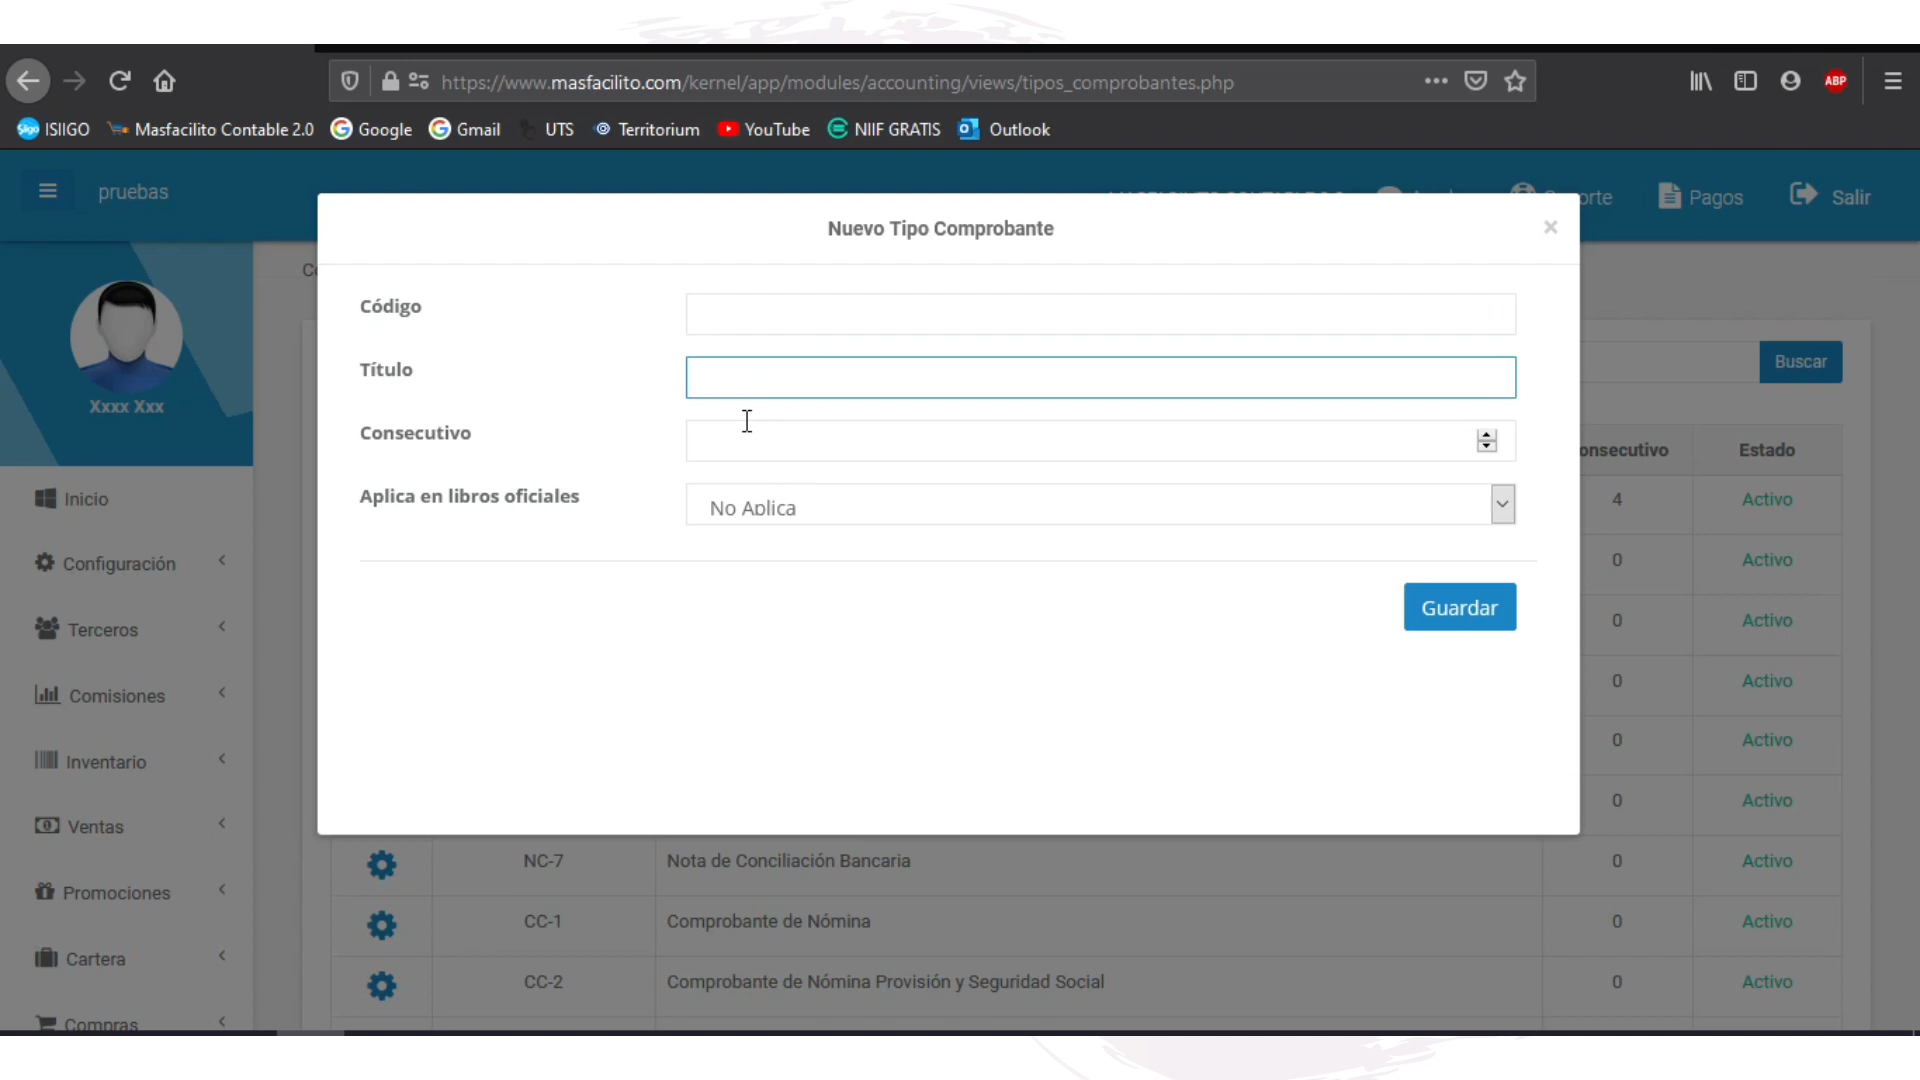 https://www.masfacilito.com/kernel/app/modules/accounting/views/tipos_comprobantes.php
ABP
ISIIGO
Masfacilito Contable 2.0
Google
Gmail
UTS
Territorium
YouTube
NIIF GRATIS
Outlook
pruebas
orte
Pagos
Salir
Nuevo Tipo Comprobante
×
Código
Título
Consecutivo
Aplica en libros oficiales
No Aplica
Guardar
Buscar
Xxxx Xxx
onsecutivo Estado
4 Activo
0 Activo
0 Activo
0 Activo
0 Activo
0 Activo
NC-7 Nota de Conciliación Bancaria 0 Activo
CC-1 Comprobante de Nómina 0 Activo
CC-2 Comprobante de Nómina Provisión y Seguridad Social 0 Activo
Inicio
Configuración
Terceros
Comisiones
Inventario
Ventas
Promociones
Cartera
Compras